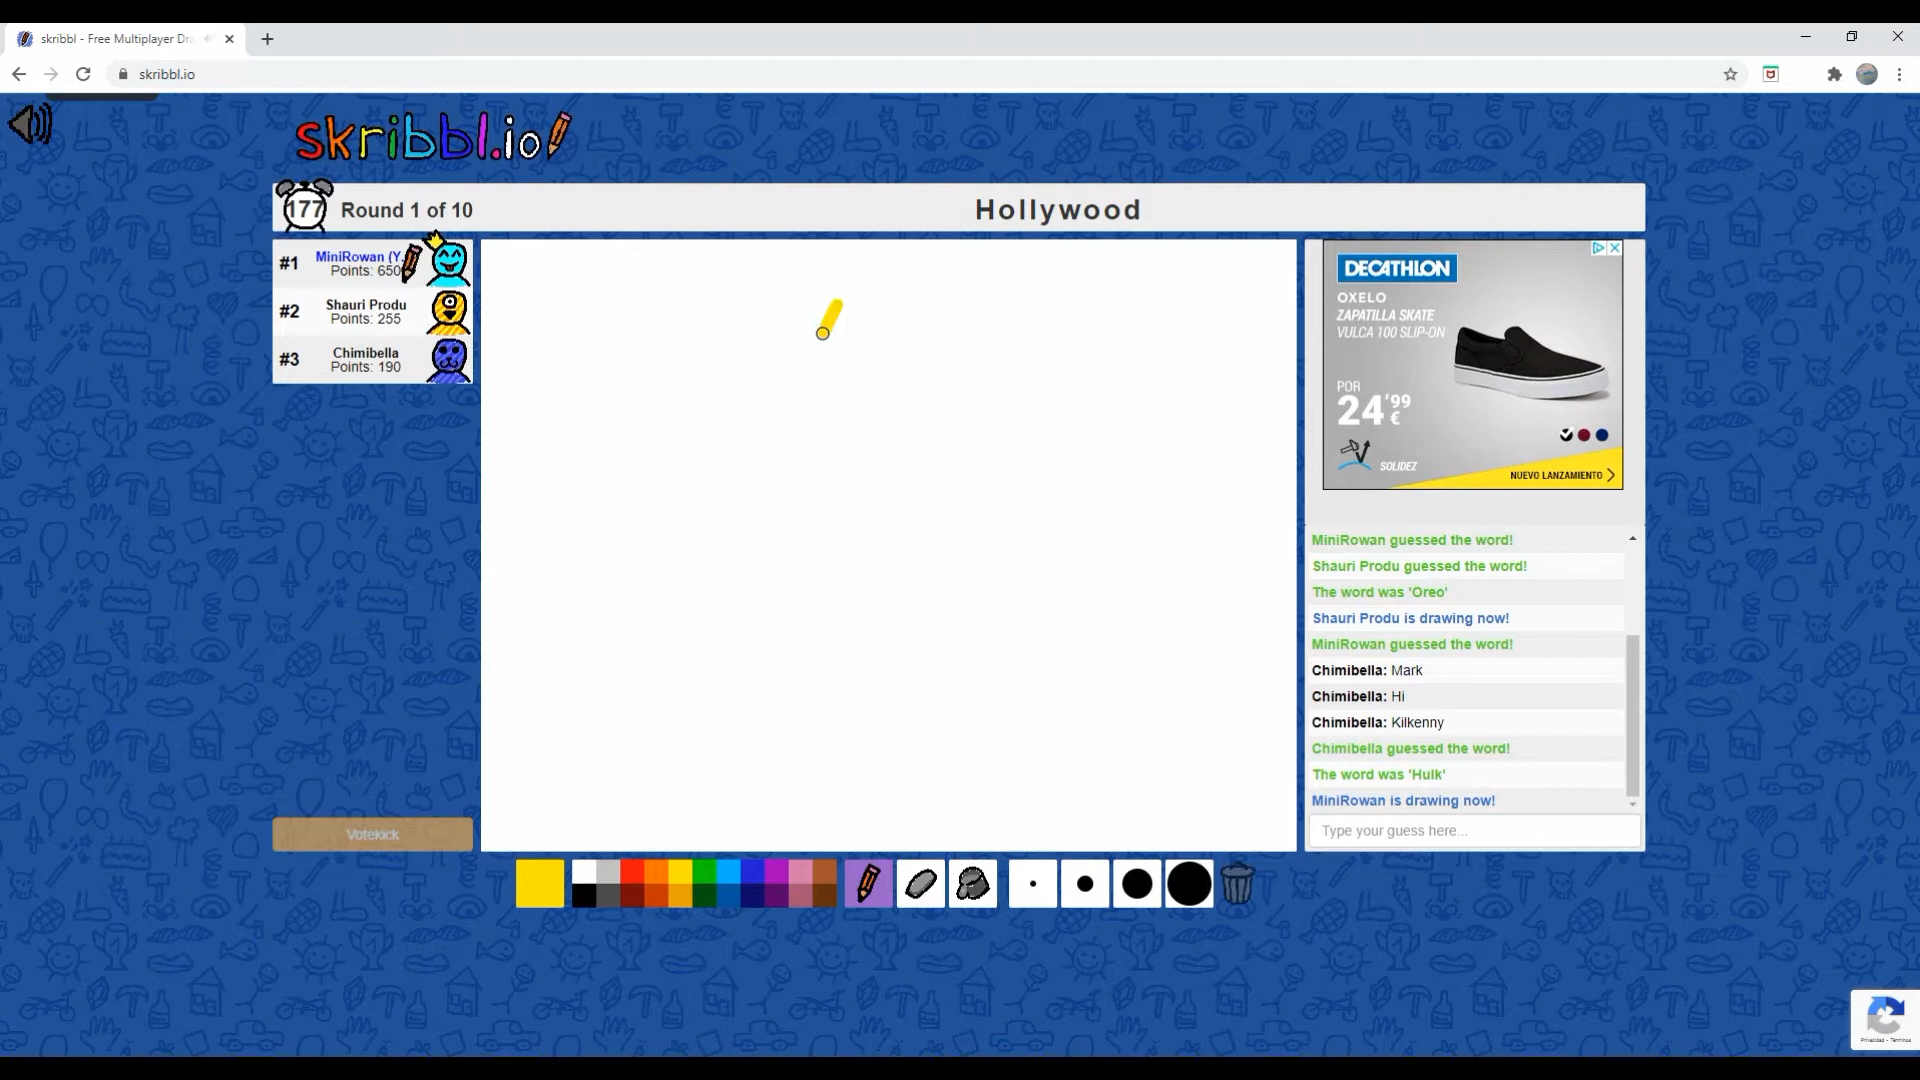 skribbl - Free Multiplayer Dra
skribbl.io
skribbl.io
177
Round 1 of 10
Hollywood
#1
MiniRowan (Y.
Points: 650
#2
Shauri Produ
Points: 255
#3
Chimibella
Points: 190
Votekick
DECATHLON
OXELO
ZAPATILLA SKATE
VULCA 100 SLIP-ON
POR
24'99
€
SOLIDEZ
NUEVO LANZAMIENTO
MiniRowan guessed the word!
Shauri Produ guessed the word!
The word was 'Oreo'
Shauri Produ is drawing now!
MiniRowan guessed the word!
Chimibella: Mark
Chimibella: Hi
Chimibella: Kilkenny
Chimibella guessed the word!
The word was 'Hulk'
MiniRowan is drawing now!
Type your guess here...
Privacidad - Términos